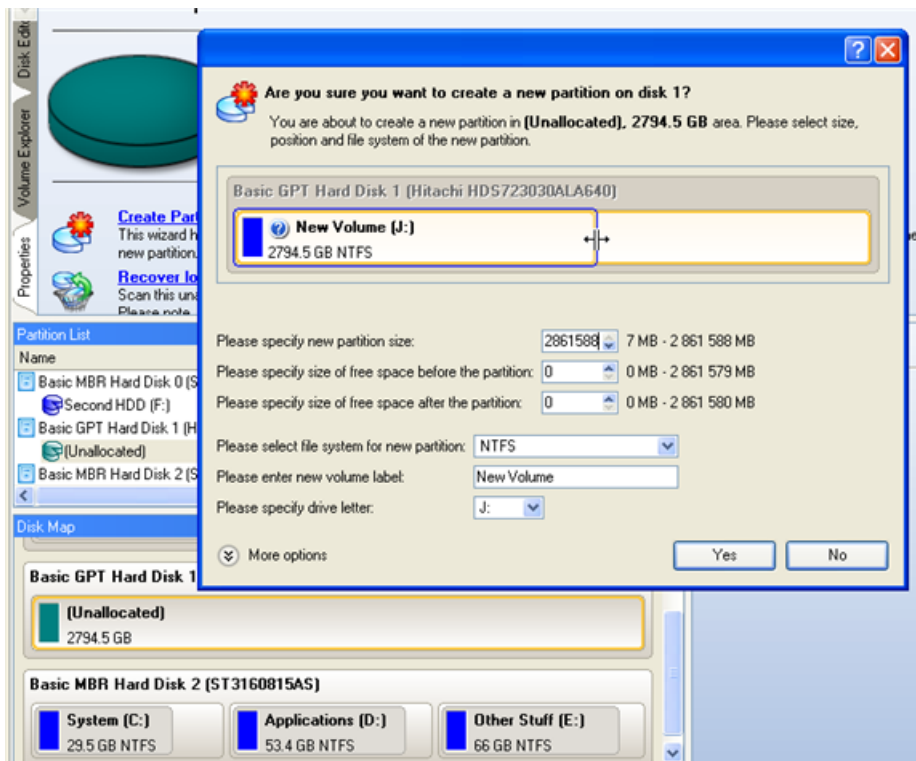 Disk Edit
Volume Explorer
Properties
Create Par
This wizard h
new partition.
Recover lo
Scan this una
Please note
Partition List
Name
Basic MBR Hard Disk 0 (S
Second HDD (F:)
Basic GPT Hard Disk 1 (H
(Unallocated)
Basic MBR Hard Disk 2 (S
Disk Map
Basic GPT Hard Disk 1
(Unallocated)
2794.5 GB
Basic MBR Hard Disk 2 (ST3160815AS)
System (C:)
29.5 GB NTFS
Applications (D:)
53.4 GB NTFS
Other Stuff (E:)
66 GB NTFS
Are you sure you want to create a new partition on disk 1?
You are about to create a new partition in (Unallocated), 2794.5 GB area. Please select size,
position and file system of the new partition.
Basic GPT Hard Disk 1 (Hitachi HDS723030ALA640)
New Volume (J:)
2794.5 GB NTFS
Please specify new partition size: 2861588 7 MB - 2 861 588 MB
Please specify size of free space before the partition: 0 0 MB - 2 861 579 MB
Please specify size of free space after the partition: 0 0 MB - 2 861 580 MB
Please select file system for new partition: NTFS
Please enter new volume label: New Volume
Please specify drive letter: J:
More options
Yes No